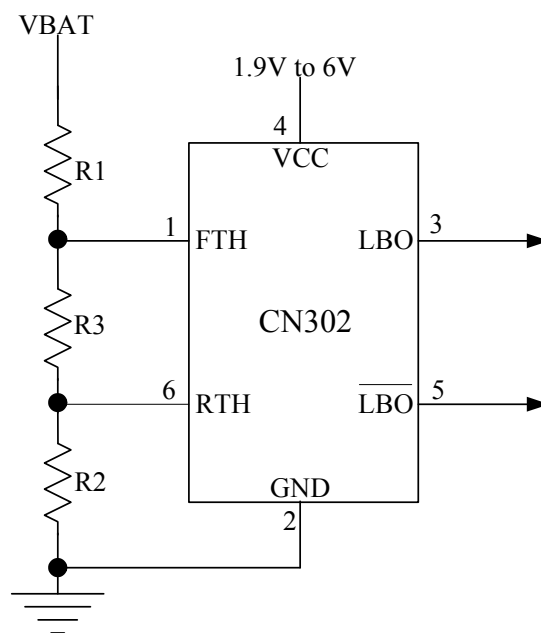 VBAT
1.9V to 6V
4
VCC
R1
1
FTH
LBO
3
R3
CN302
6
RTH
L̅B̅O̅
5
R2
GND
2